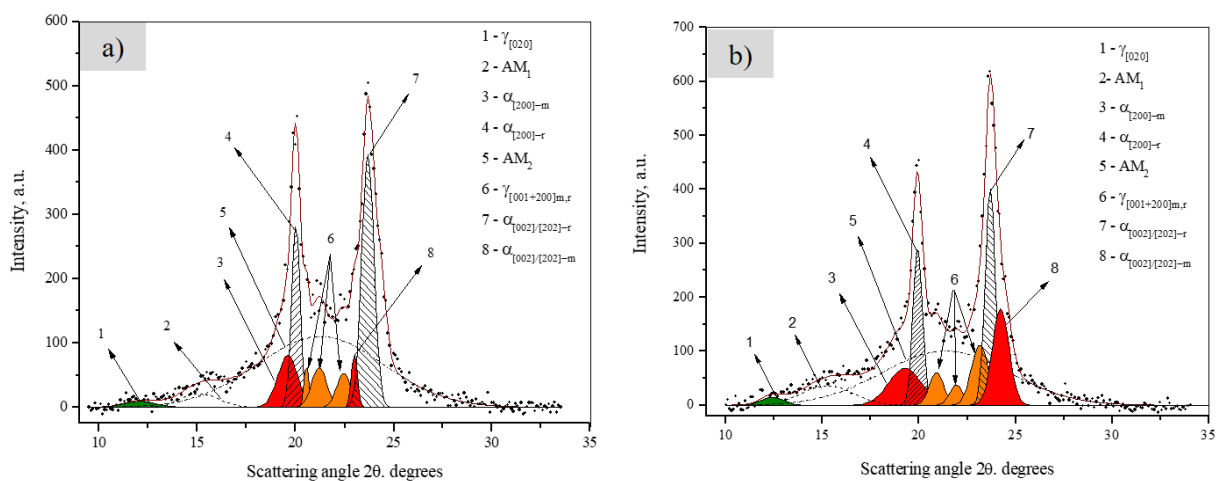 a)
600
500
400
300
200
100
0
10 15 20 25 30 35
Intensity, a.u.
Scattering angle 2θ. degrees
1 - γ[020]
2 - AM1
3 - α[200]−m
4 - α[200]−r
5 - AM2
6 - γ[001+200]m,r
7 - α[002]/[202]−r
8 - α[002]/[202]−m
1
2
3
5
4
6
7
8
b)
700
600
500
400
300
200
100
0
10 15 20 25 30 35
Intensity, a.u.
Scattering angle 2θ. degrees
1 - γ[020]
2- AM1
3 - α[200]−m
4 - α[200]−r
5 - AM2
6 - γ[001+200]m,r
7 - α[002]/[202]−r
8 - α[002]/[202]−m
1
2
3
5
4
6
7
8